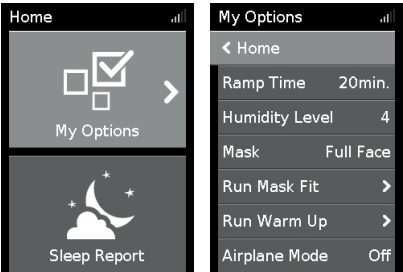 Home
My Options
Sleep Report
My Options
Home
Ramp Time 20min.
Humidity Level 4
Mask Full Face
Run Mask Fit
Run Warm Up
Airplane Mode Off